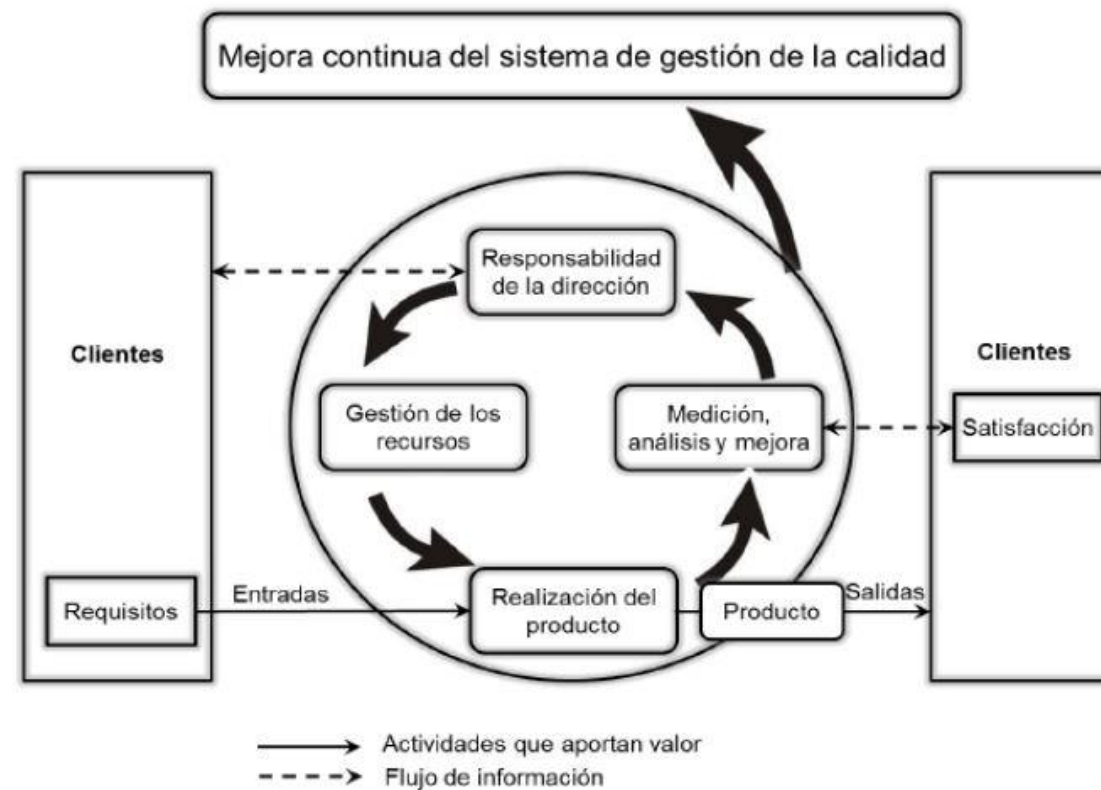 Mejora continua del sistema de gestión de la calidad
Responsabilidad
de la dirección
Clientes
Clientes
Gestión de los
recursos
Medición,
análisis y mejora
Satisfacción
Requisitos
Entradas
Realización del
producto
Producto
Salidas
Actividades que aportan valor
Flujo de información